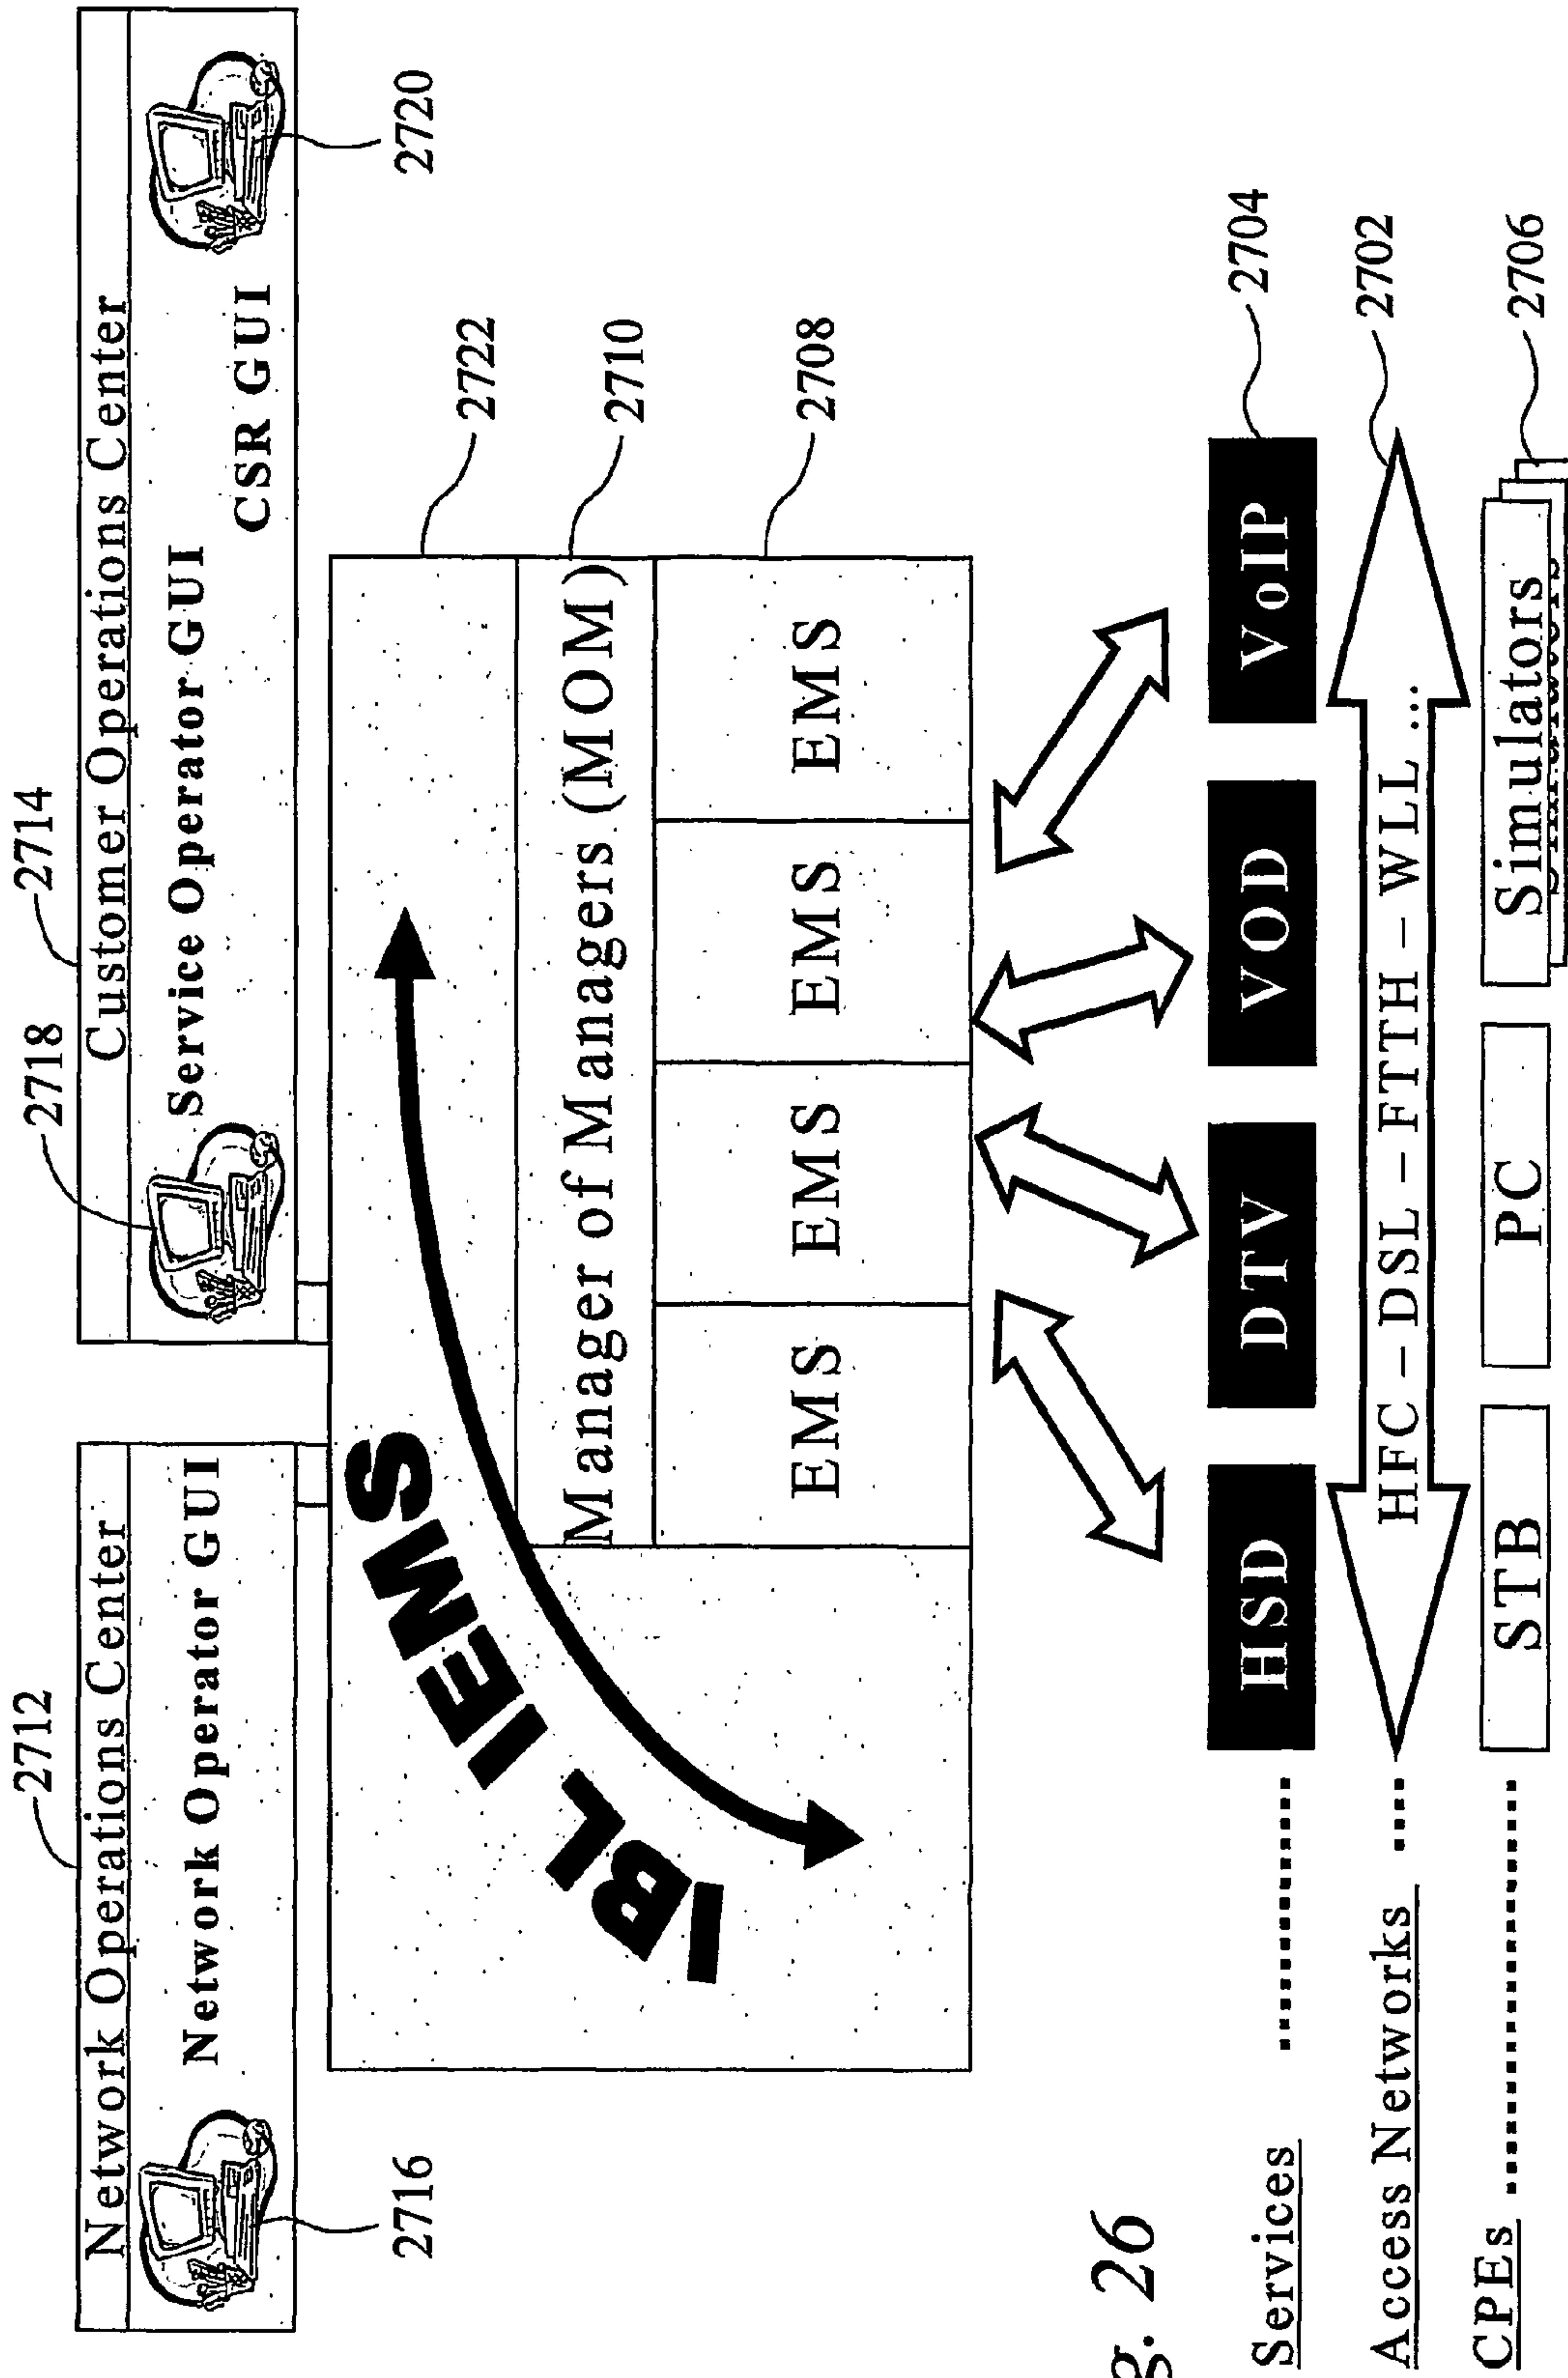 2712
2714
2718
Network Operations Center
Customer Operations Center
Network Operator GUI
Service Operator GUI
CSR GUI
2716
2720
IBL IEMS
2722
Manager of Managers (MOM)
2710
EMS
EMS
EMS
EMS
2708
g. 26
Services
HSD
DTV
VOD
VoIP
2704
Access Networks
HFC – DSL – FTTH – WLL ...
2702
CPEs
STB
PC
Simulators
2706